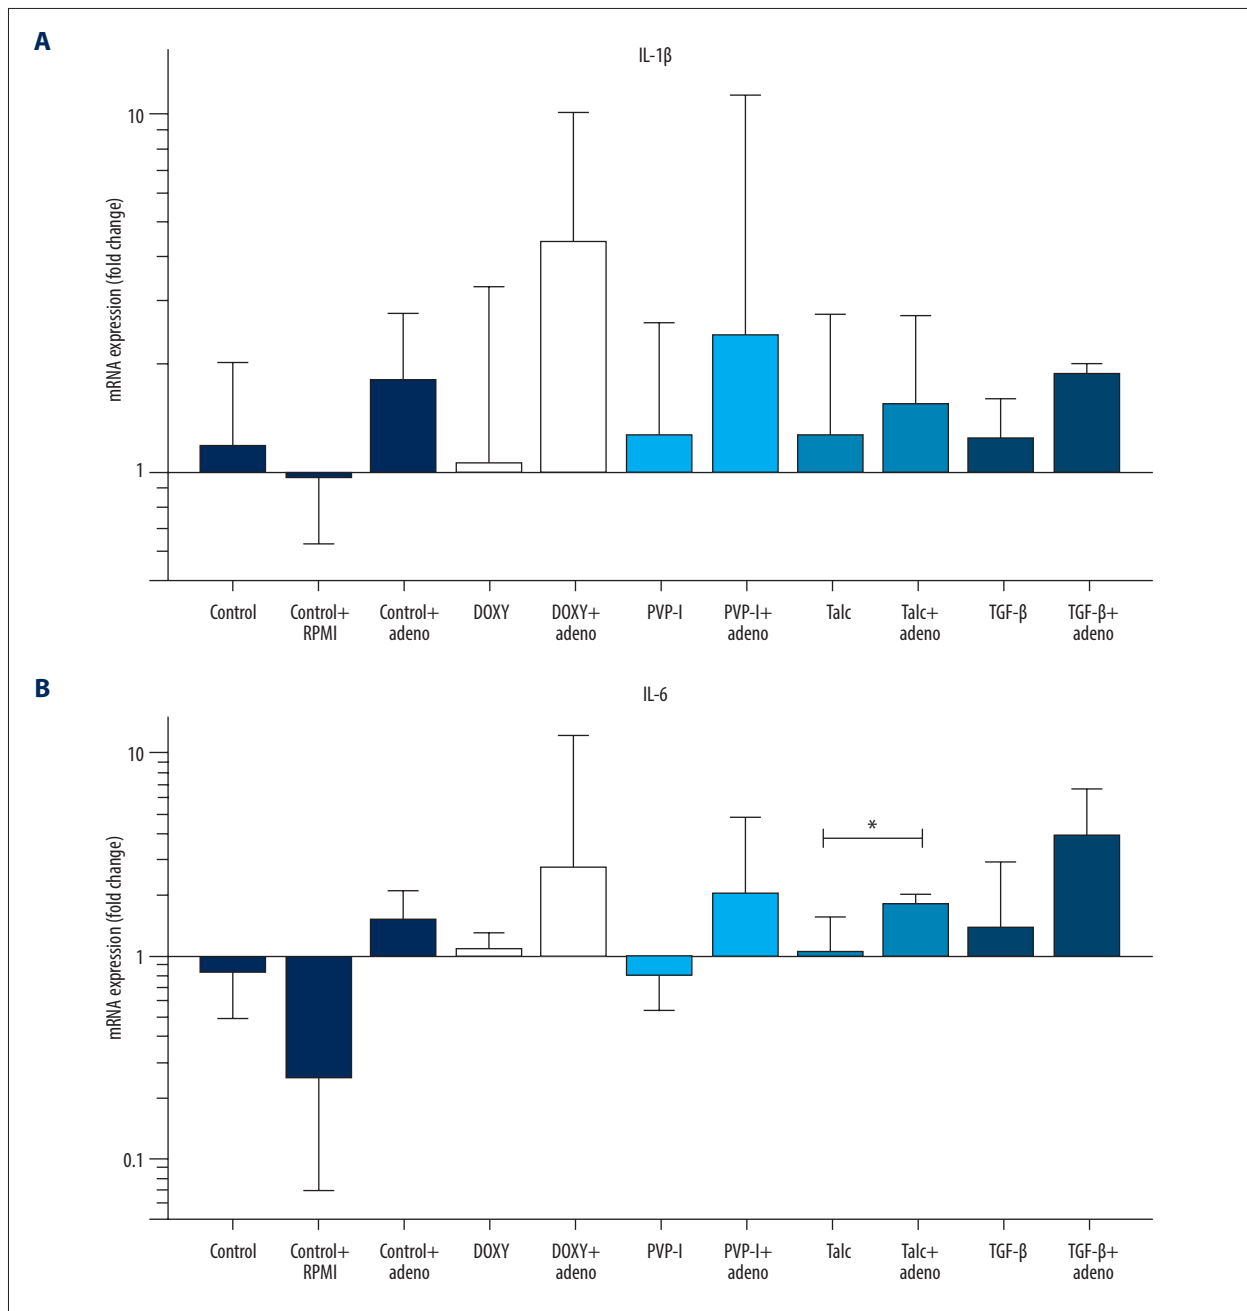 A
IL-1β
mRNA expression (fold change)
10
1
Control
Control+
RPMI
Control+
adeno
DOXY
DOXY+
adeno
PVP-I
PVP-I+
adeno
Talc
Talc+
adeno
TGF-β
TGF-β+
adeno
B
IL-6
mRNA expression (fold change)
10
1
0.1
*
Control
Control+
RPMI
Control+
adeno
DOXY
DOXY+
adeno
PVP-I
PVP-I+
adeno
Talc
Talc+
adeno
TGF-β
TGF-β+
adeno